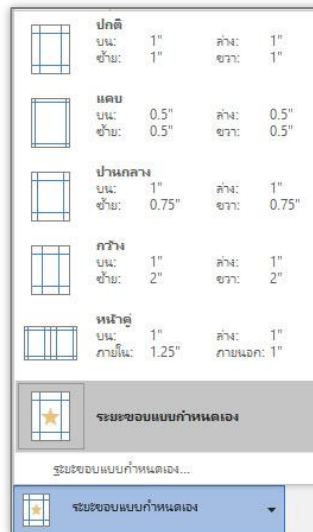 ปกติ
บน: 1" ล่าง: 1"
ซ้าย: 1" ขวา: 1"
แคบ
บน: 0.5" ล่าง: 0.5"
ซ้าย: 0.5" ขวา: 0.5"
ปานกลาง
บน: 1" ล่าง: 1"
ซ้าย: 0.75" ขวา: 0.75"
กว้าง
บน: 1" ล่าง: 1"
ซ้าย: 2" ขวา: 2"
หน้าคู่
บน: 1" ล่าง: 1"
ภายใน: 1.25" ภายนอก: 1"
ระยะขอบแบบกำหนดเอง
ระยะขอบแบบกำหนดเอง...
ระยะขอบแบบกำหนดเอง